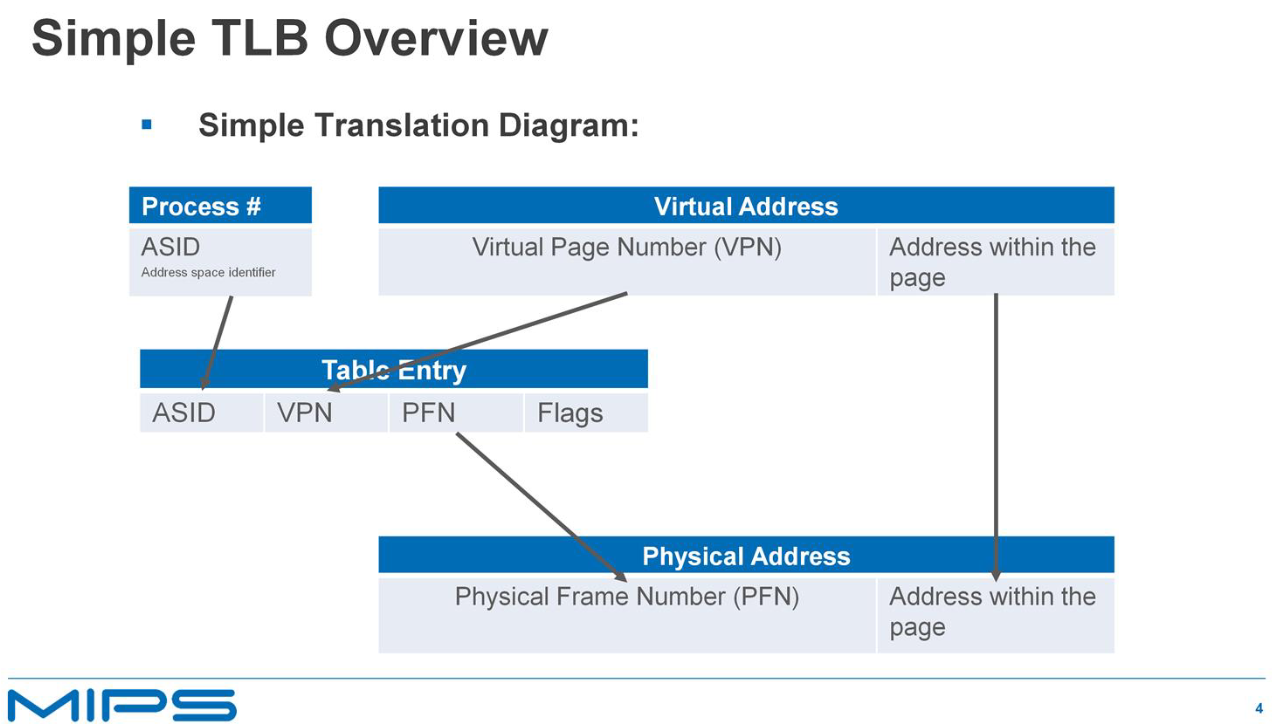 Simple TLB Overview
▪ Simple Translation Diagram:
Process #
ASID
Address space identifier
Virtual Address
Virtual Page Number (VPN)
Address within the
page
Table Entry
ASID VPN PFN Flags
Physical Address
Physical Frame Number (PFN)
Address within the
page
MIPS
4